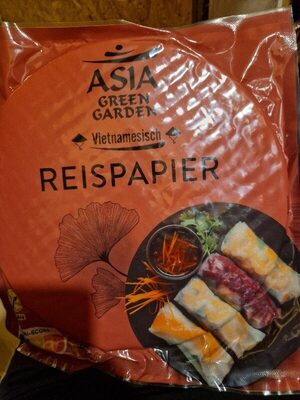 ASIA
GREEN
GARDEN
Vietnamesisch
REISPAPIER